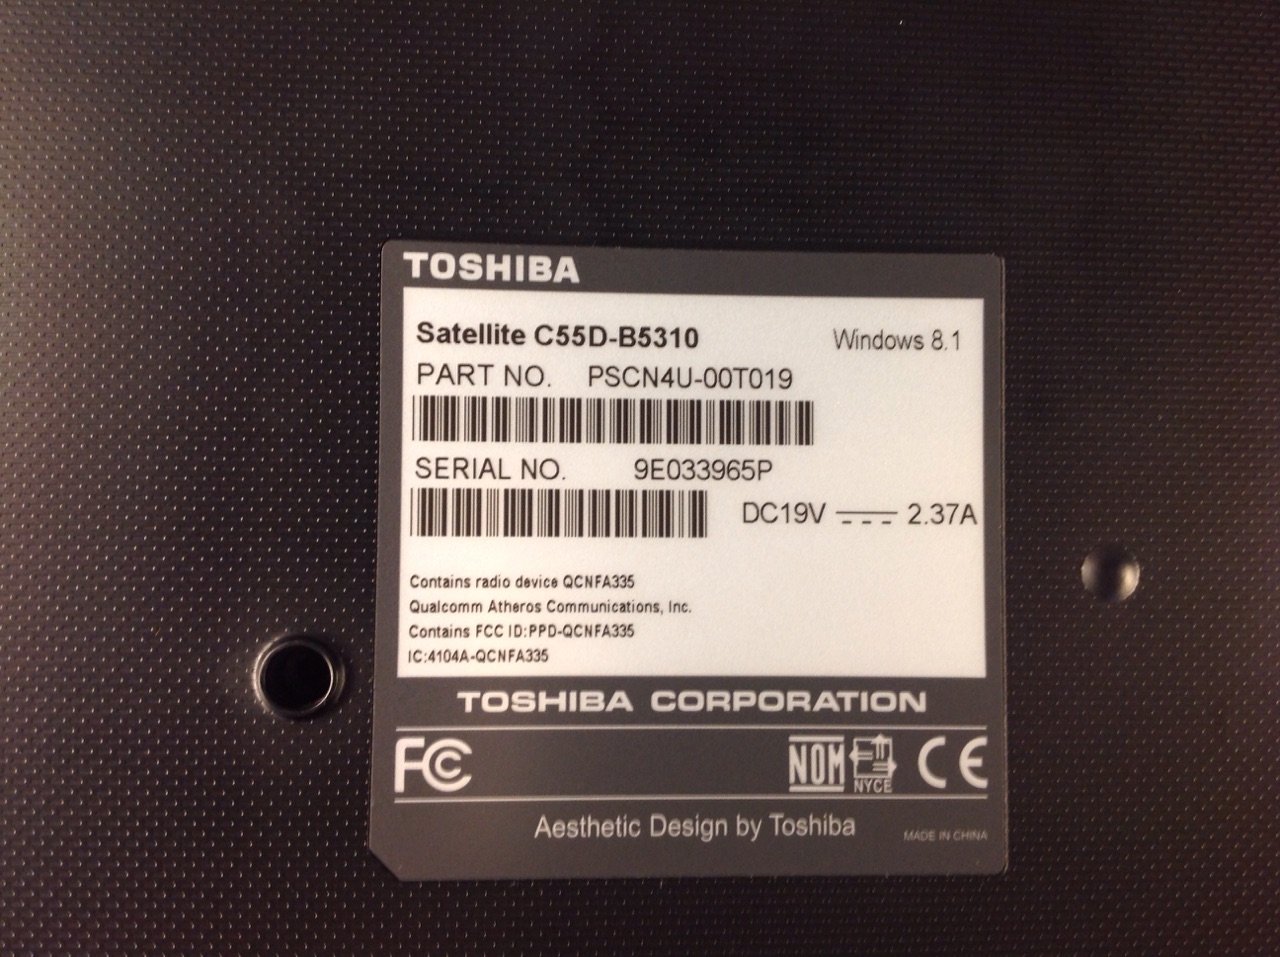 TOSHIBA
Satellite C55D-B5310 Windows 8.1
PART NO. PSCN4U-00T019
SERIAL NO. 9E033965P
DC19V 2.37A
Contains radio device QCNFA335
Qualcomm Atheros Communications, Inc.
Contains FCC ID:PPD-QCNFA335
IC:4104A-QCNFA335
TOSHIBA CORPORATION
FC NOM NYCE CE
Aesthetic Design by Toshiba MADE IN CHINA